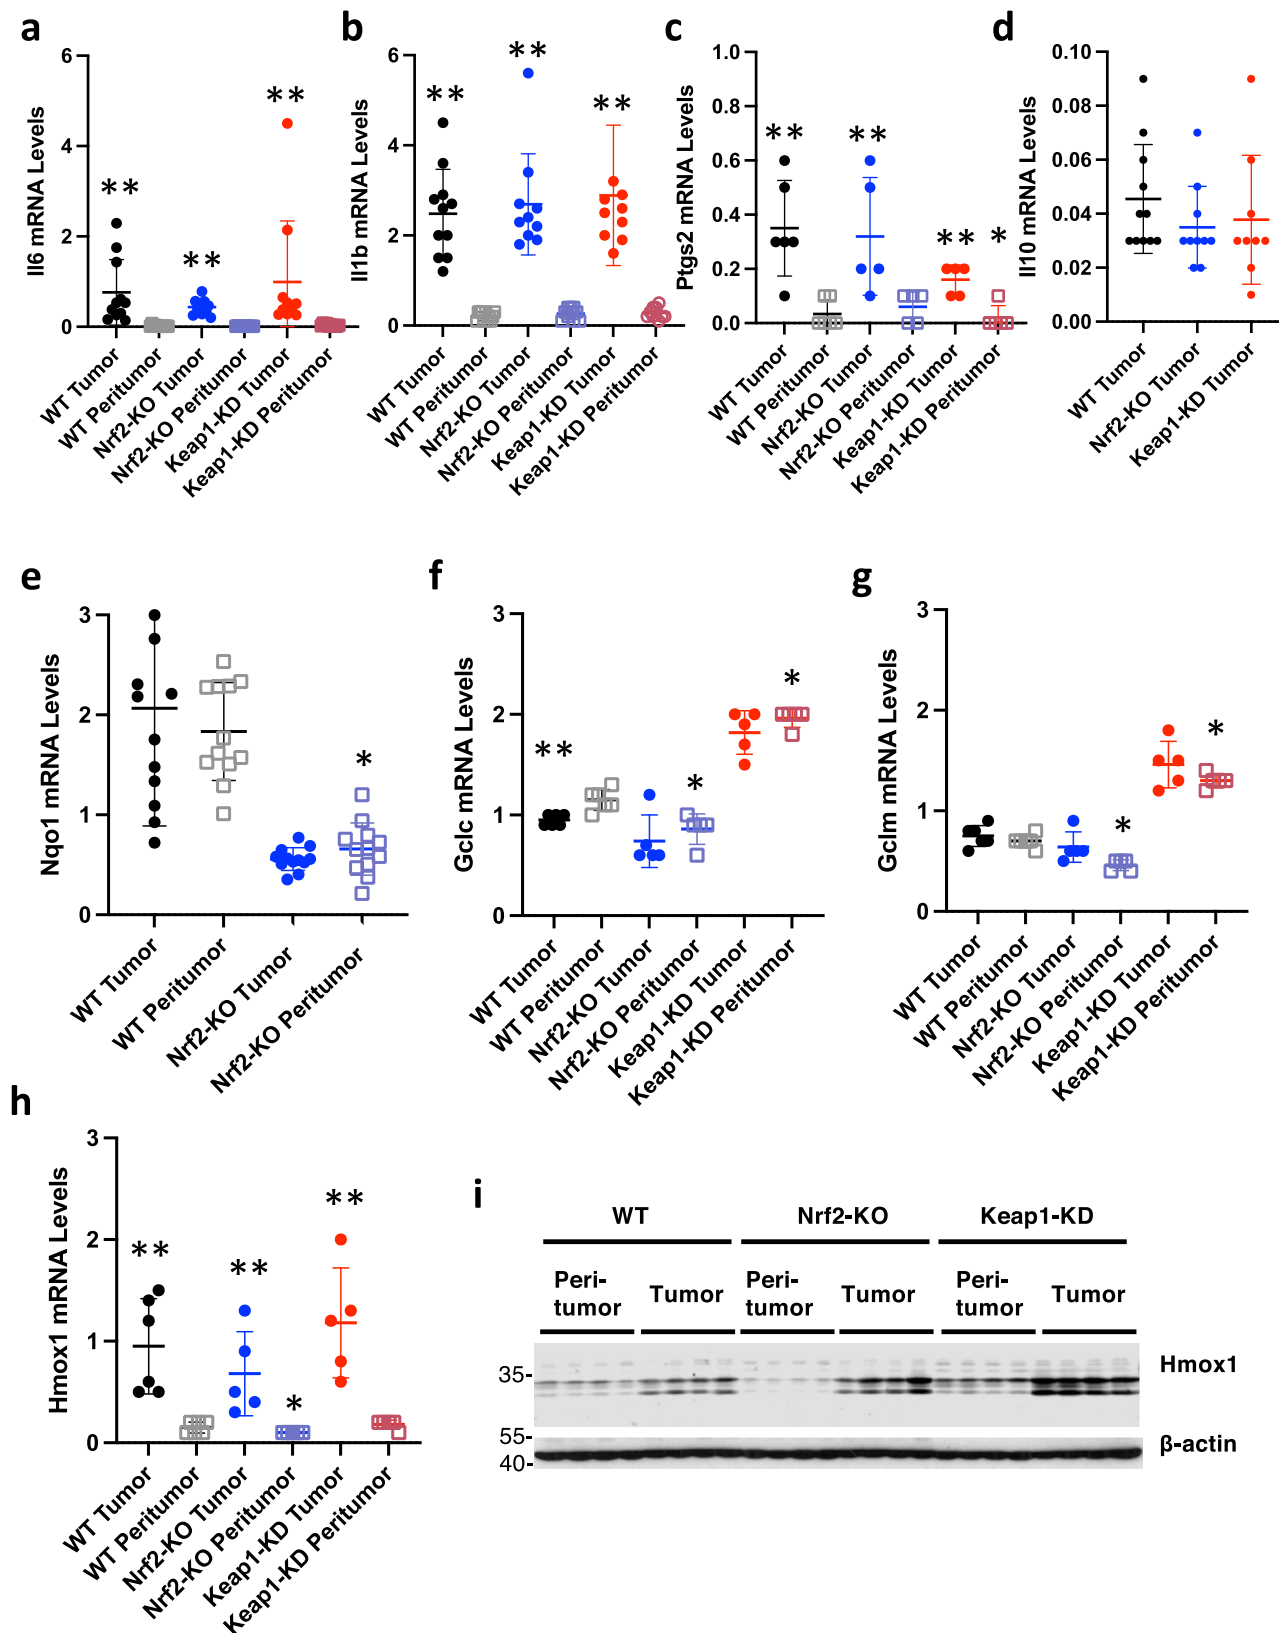 a
Il6 mRNA Levels
6
4
2
0
**
**
**
WT Tumor
WT Peritumor
Nrf2-KO Tumor
Nrf2-KO Peritumor
Keap1-KD Tumor
Keap1-KD Peritumor
b
Il1b mRNA Levels
6
4
2
0
**
**
**
WT Tumor
WT Peritumor
Nrf2-KO Tumor
Nrf2-KO Peritumor
Keap1-KD Tumor
Keap1-KD Peritumor
c
Ptgs2 mRNA Levels
1.0
0.8
0.6
0.4
0.2
0.0
**
**
**
*
WT Tumor
WT Peritumor
Nrf2-KO Tumor
Nrf2-KO Peritumor
Keap1-KD Tumor
Keap1-KD Peritumor
d
Il10 mRNA Levels
0.10
0.08
0.06
0.04
0.02
0.00
WT Tumor
Nrf2-KO Tumor
Keap1-KD Tumor
e
Nqo1 mRNA Levels
3
2
1
0
*
WT Tumor
WT Peritumor
Nrf2-KO Tumor
Nrf2-KO Peritumor
f
Gclc mRNA Levels
3
2
1
0
**
*
*
WT Tumor
WT Peritumor
Nrf2-KO Tumor
Nrf2-KO Peritumor
Keap1-KD Tumor
Keap1-KD Peritumor
g
Gclm mRNA Levels
3
2
1
0
*
*
WT Tumor
WT Peritumor
Nrf2-KO Tumor
Nrf2-KO Peritumor
Keap1-KD Tumor
Keap1-KD Peritumor
h
Hmox1 mRNA Levels
3
2
1
0
**
**
*
**
WT Tumor
WT Peritumor
Nrf2-KO Tumor
Nrf2-KO Peritumor
Keap1-KD Tumor
Keap1-KD Peritumor
i
WT
Nrf2-KO
Keap1-KD
Peri-
tumor
Tumor
Peri-
tumor
Tumor
Peri-
tumor
Tumor
35-
Hmox1
55-
40-
β-actin